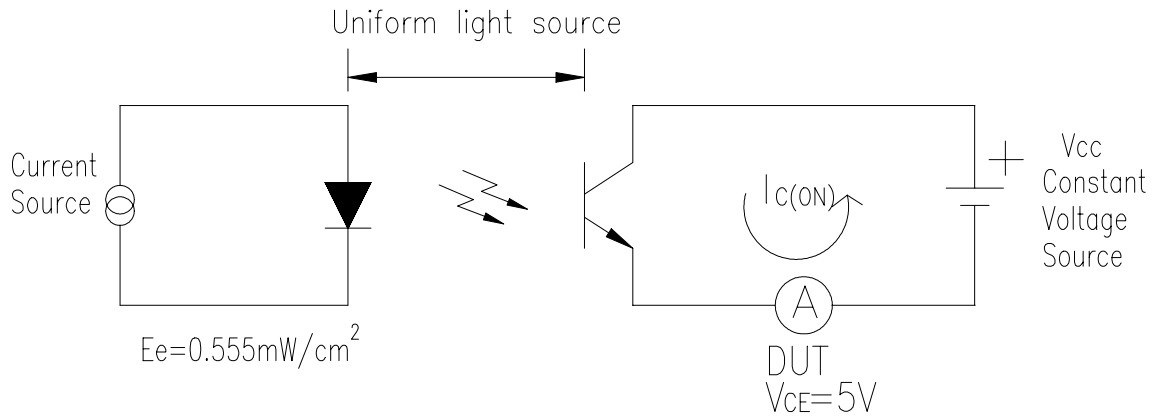 Uniform light source
Current
Source
IC(ON)
+
Vcc
Constant
Voltage
Source
A
Ee=0.555mW/cm²
DUT
VCE=5V